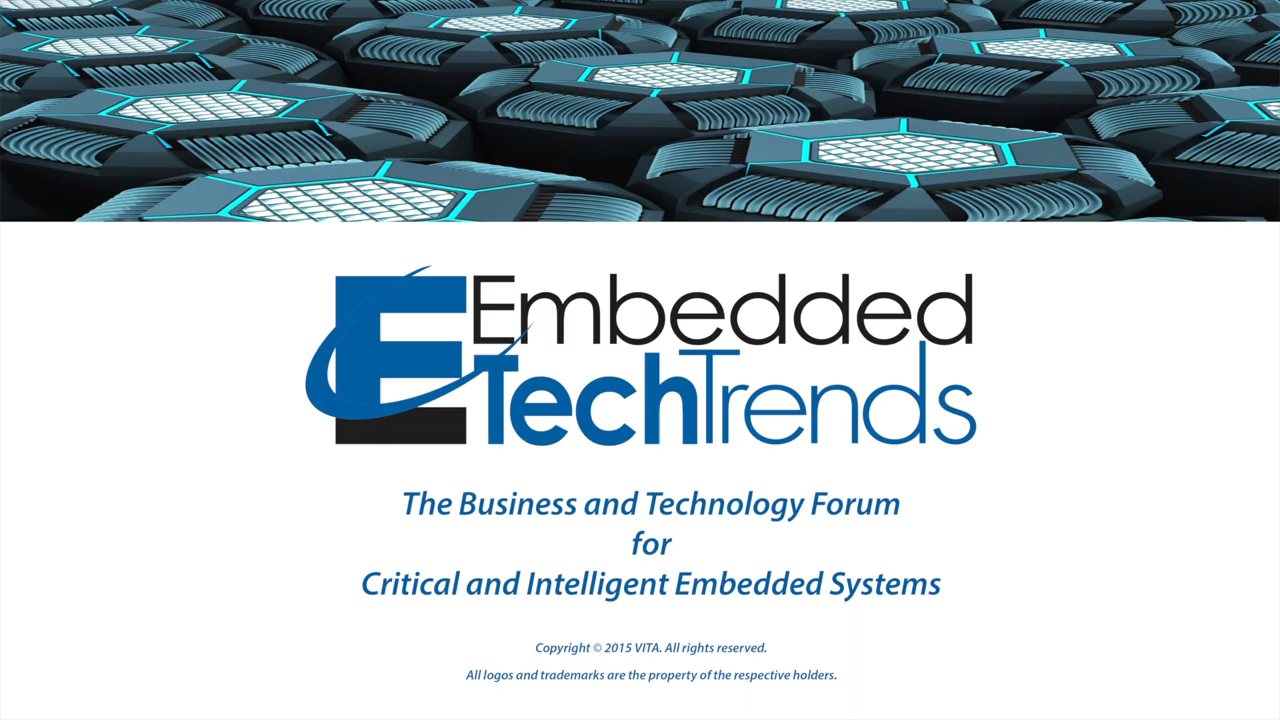 Embedded
TechTrends
The Business and Technology Forum
for
Critical and Intelligent Embedded Systems
Copyright © 2015 VITA. All rights reserved.
All logos and trademarks are the property of the respective holders.